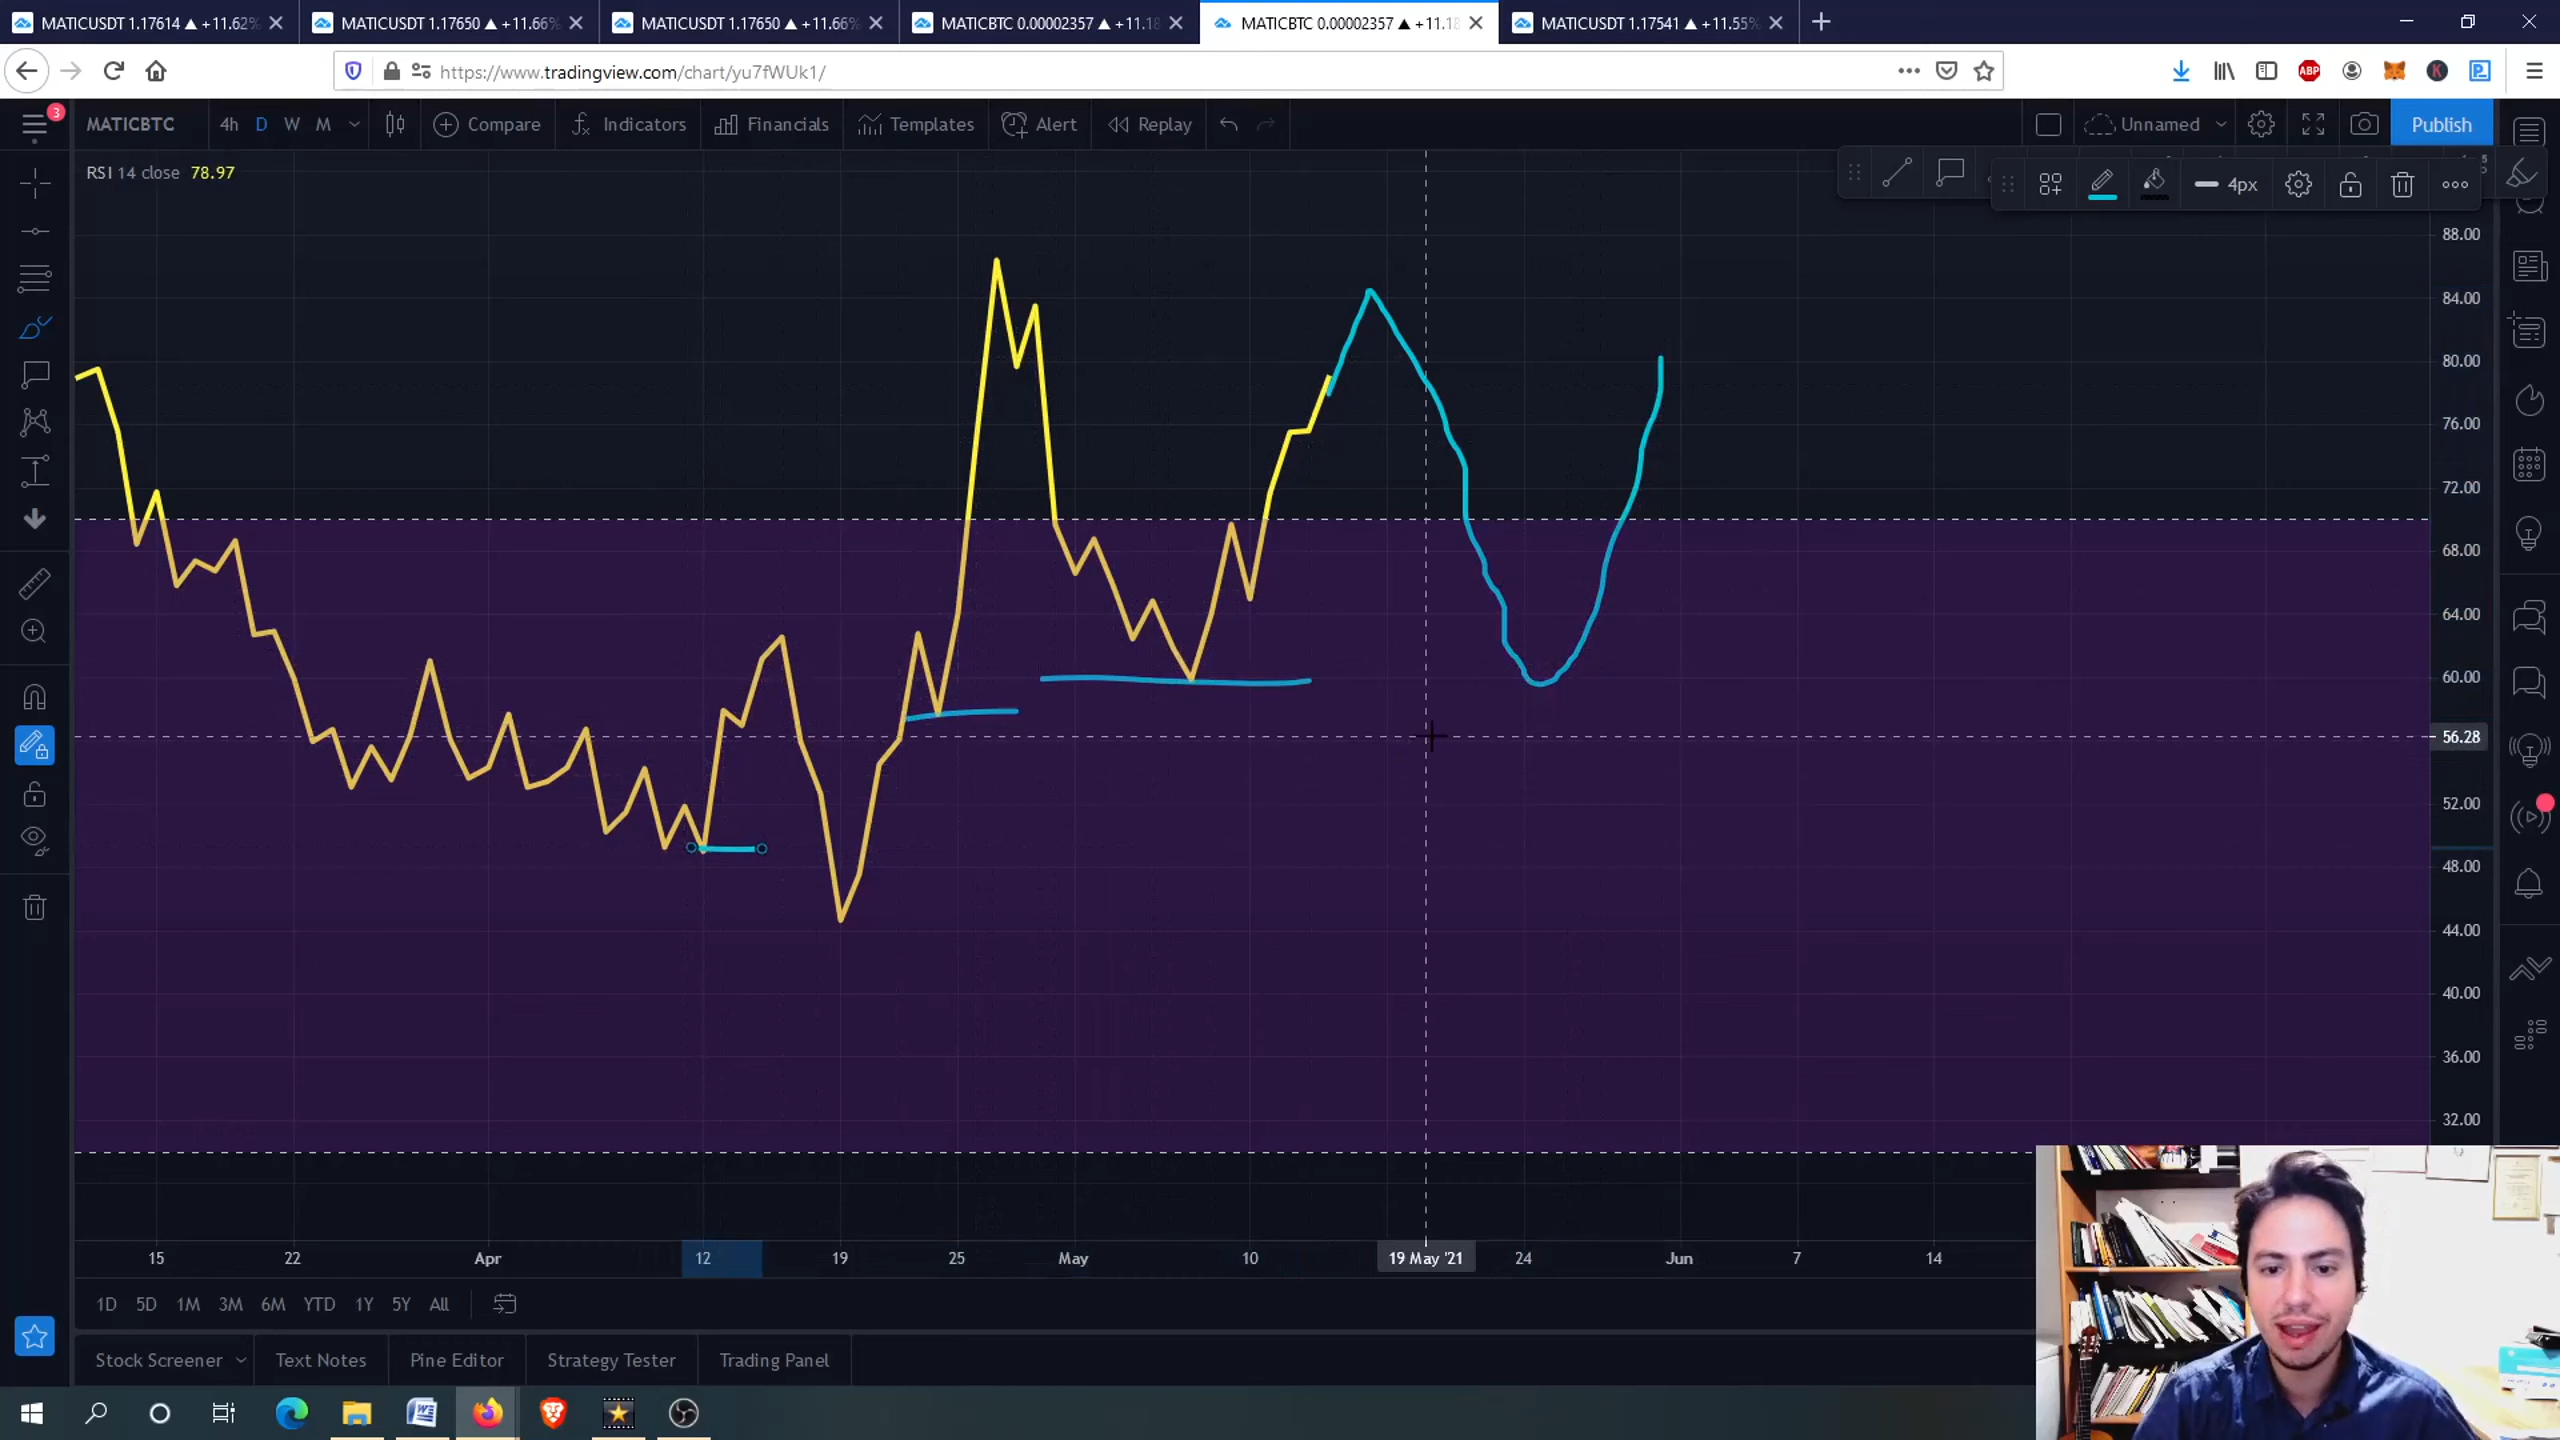 MATICUSDT 1.17614 ▲ +11.62%
MATICUSDT 1.17650 ▲ +11.66%
MATICUSDT 1.17650 ▲ +11.66%
MATICBTC 0.00002357 ▲ +11.18
MATICBTC 0.00002357 ▲ +11.18
MATICUSDT 1.17541 ▲ +11.55%
https://www.tradingview.com/chart/yu7fWUk1/
ABP
K
3
MATICBTC
4h D W M
Compare
Indicators
Financials
Templates
Alert
Replay
Unnamed
Publish
RSI 14 close 78.97
4px
88.00
84.00
80.00
76.00
72.00
68.00
64.00
60.00
56.28
52.00
48.00
44.00
40.00
36.00
32.00
15 22 Apr 12 19 25 May 10 19 May '21 24 Jun 7 14
1D 5D 1M 3M 6M YTD 1Y 5Y All
Stock Screener Text Notes Pine Editor Strategy Tester Trading Panel